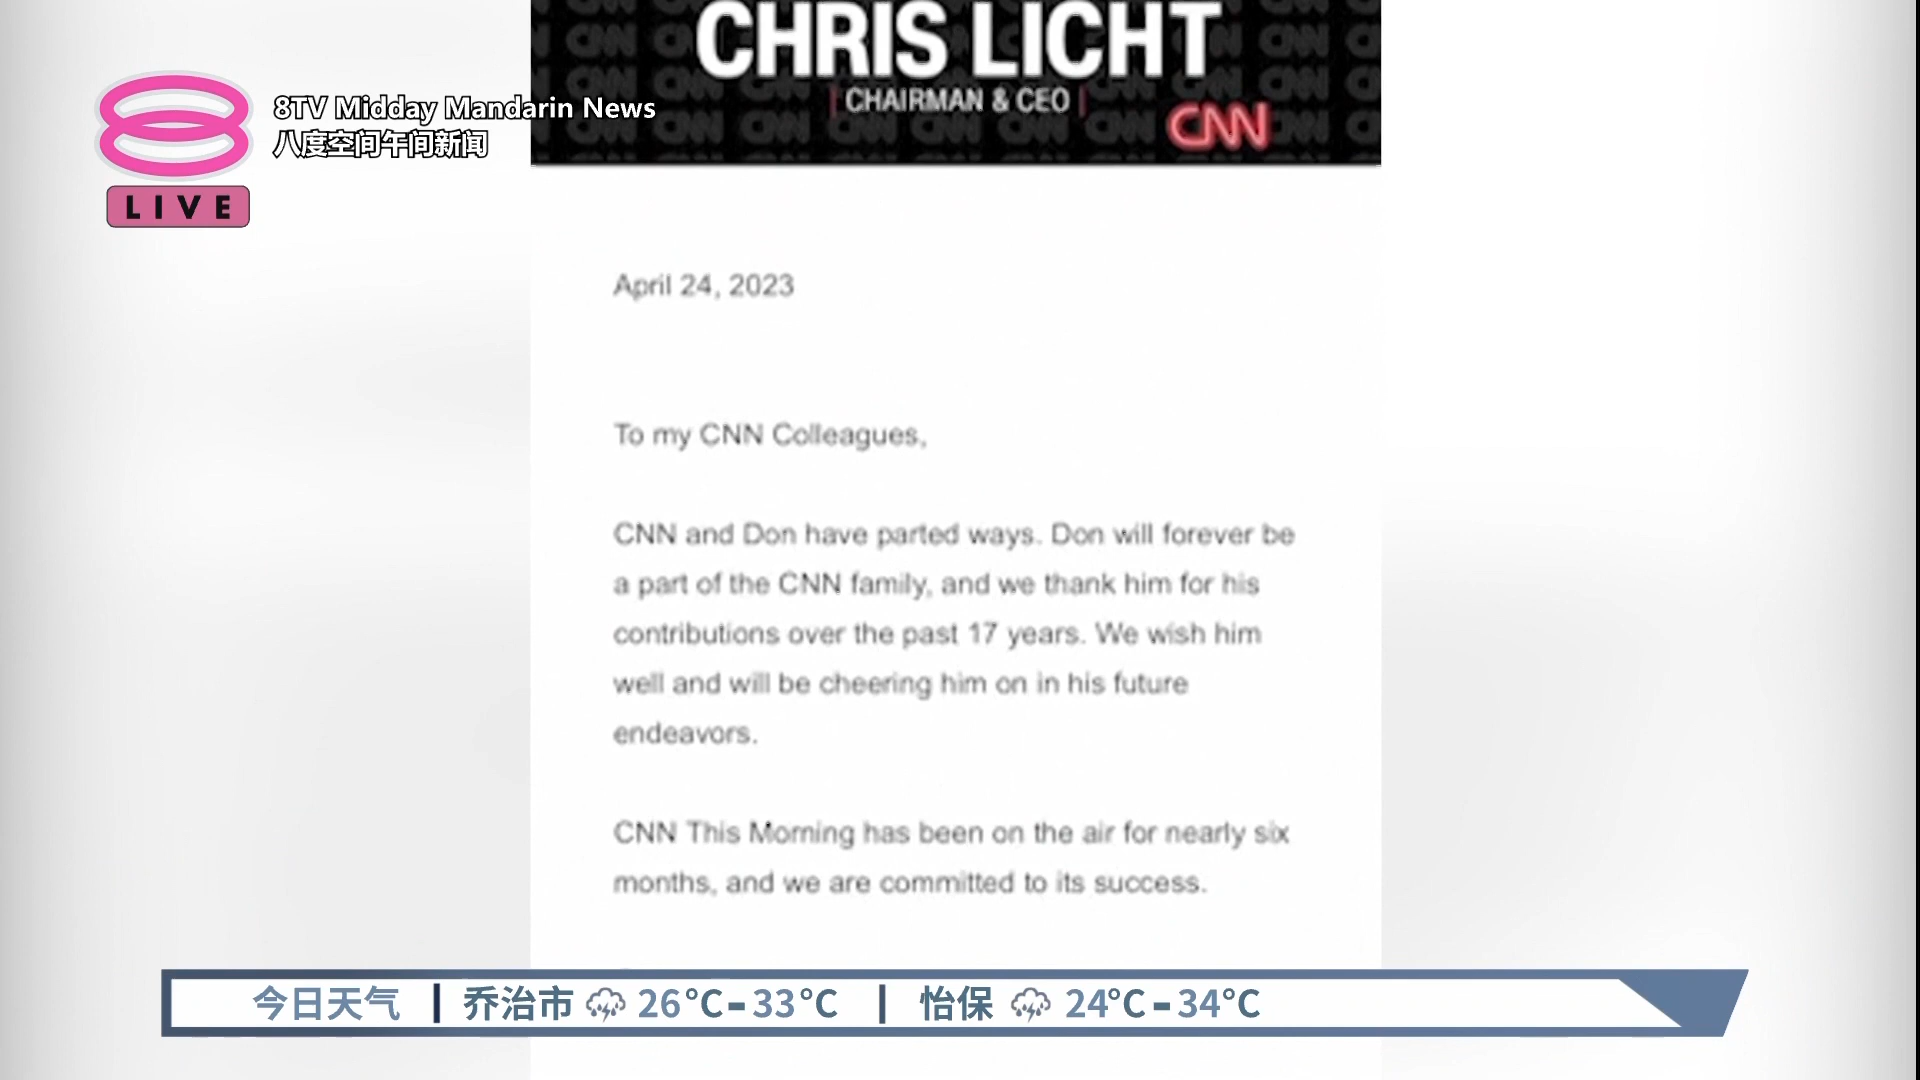 CHRIS LICHT
CHAIRMAN & CEO
CNN
8TV Midday Mandarin News
八度空间午间新闻
LIVE
April 24, 2023
To my CNN Colleagues,
CNN and Don have parted ways. Don will forever be
a part of the CNN family, and we thank him for his
contributions over the past 17 years. We wish him
well and will be cheering him on in his future
endeavors.
CNN This Morning has been on the air for nearly six
months, and we are committed to its success.
今日天气 | 乔治市 26°C-33°C | 怡保 24°C-34°C